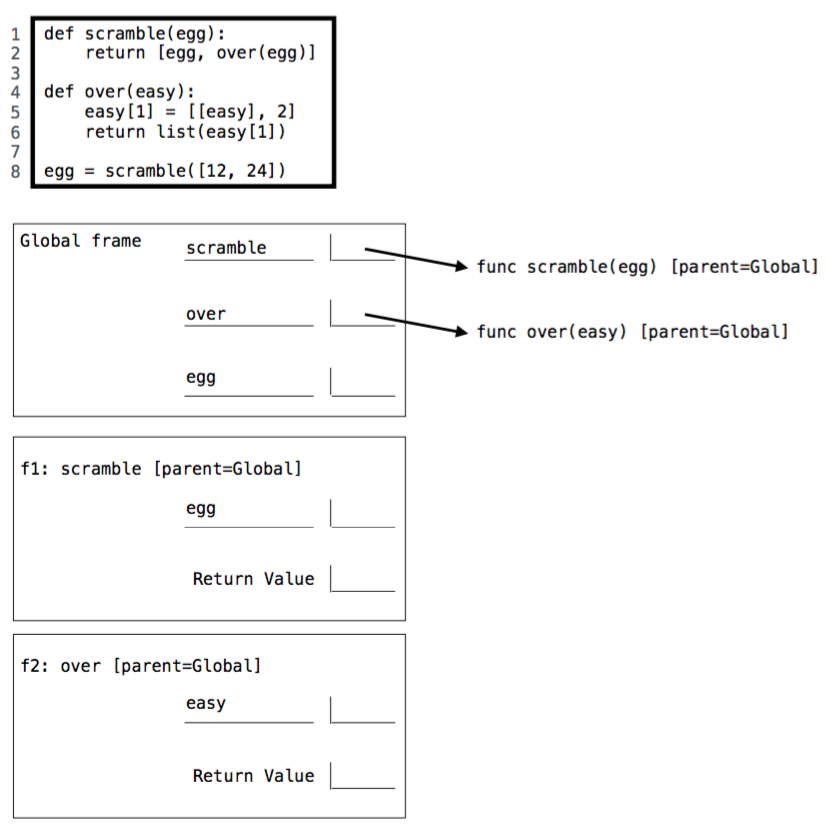 1 def scramble(egg):
2     return [egg, over(egg)]
3
4 def over(easy):
5     easy[1] = [[easy], 2]
6     return list(easy[1])
7
8 egg = scramble([12, 24])
Global frame
scramble
func scramble(egg) [parent=Global]
over
func over(easy) [parent=Global]
egg
f1: scramble [parent=Global]
egg
Return Value
f2: over [parent=Global]
easy
Return Value